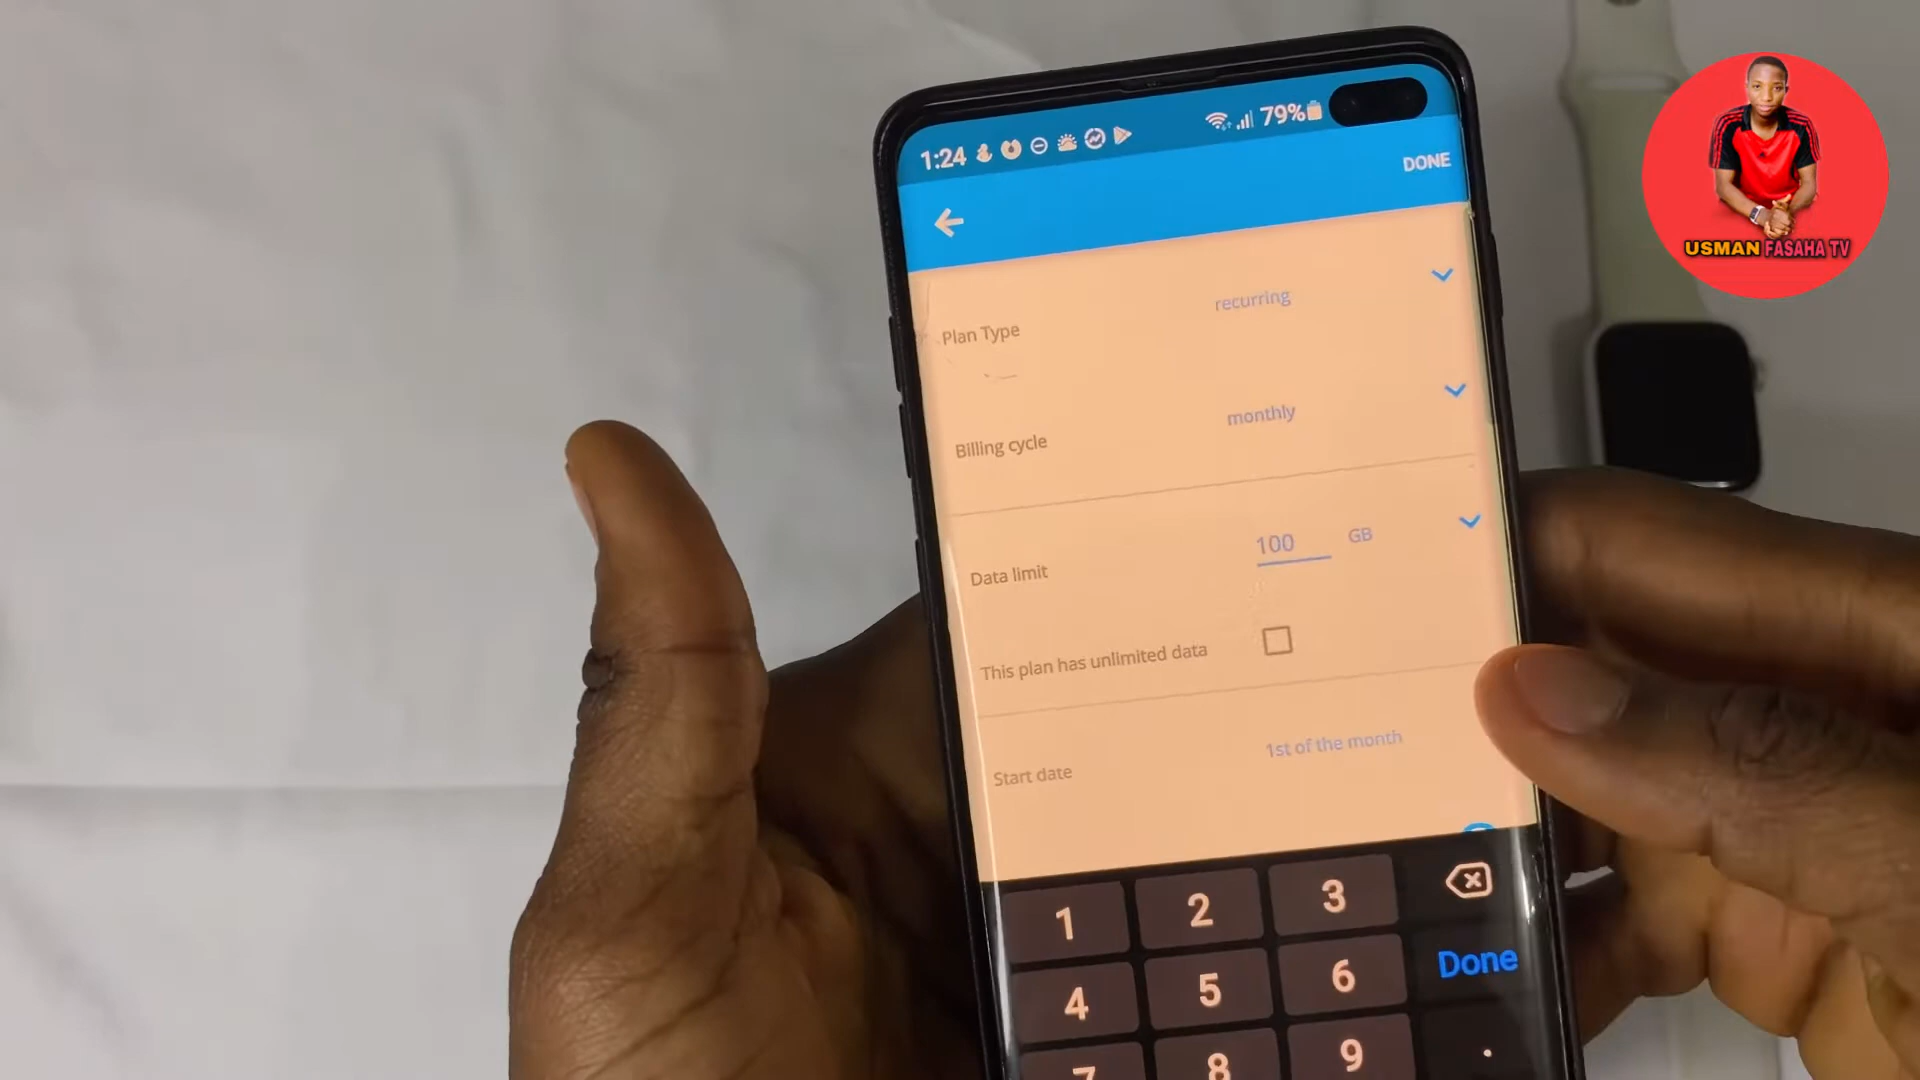 1:24
79%
DONE
USMAN FASAHA TV
recurring
Plan Type
monthly
Billing cycle
100 GB
Data limit
This plan has unlimited data
1st of the month
Start date
1 2 3
4 5 6 Done
7 8 9 .